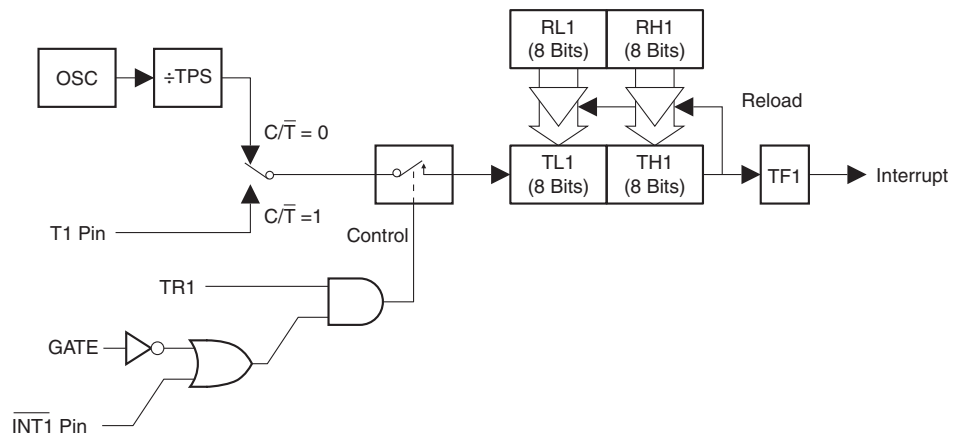 RL1
(8 Bits)
RH1
(8 Bits)
OSC
÷TPS
Reload
C/T̅ = 0
TL1
(8 Bits)
TH1
(8 Bits)
TF1
Interrupt
C/T̅ =1
T1 Pin
Control
TR1
GATE
I̅N̅T̅1̅ Pin